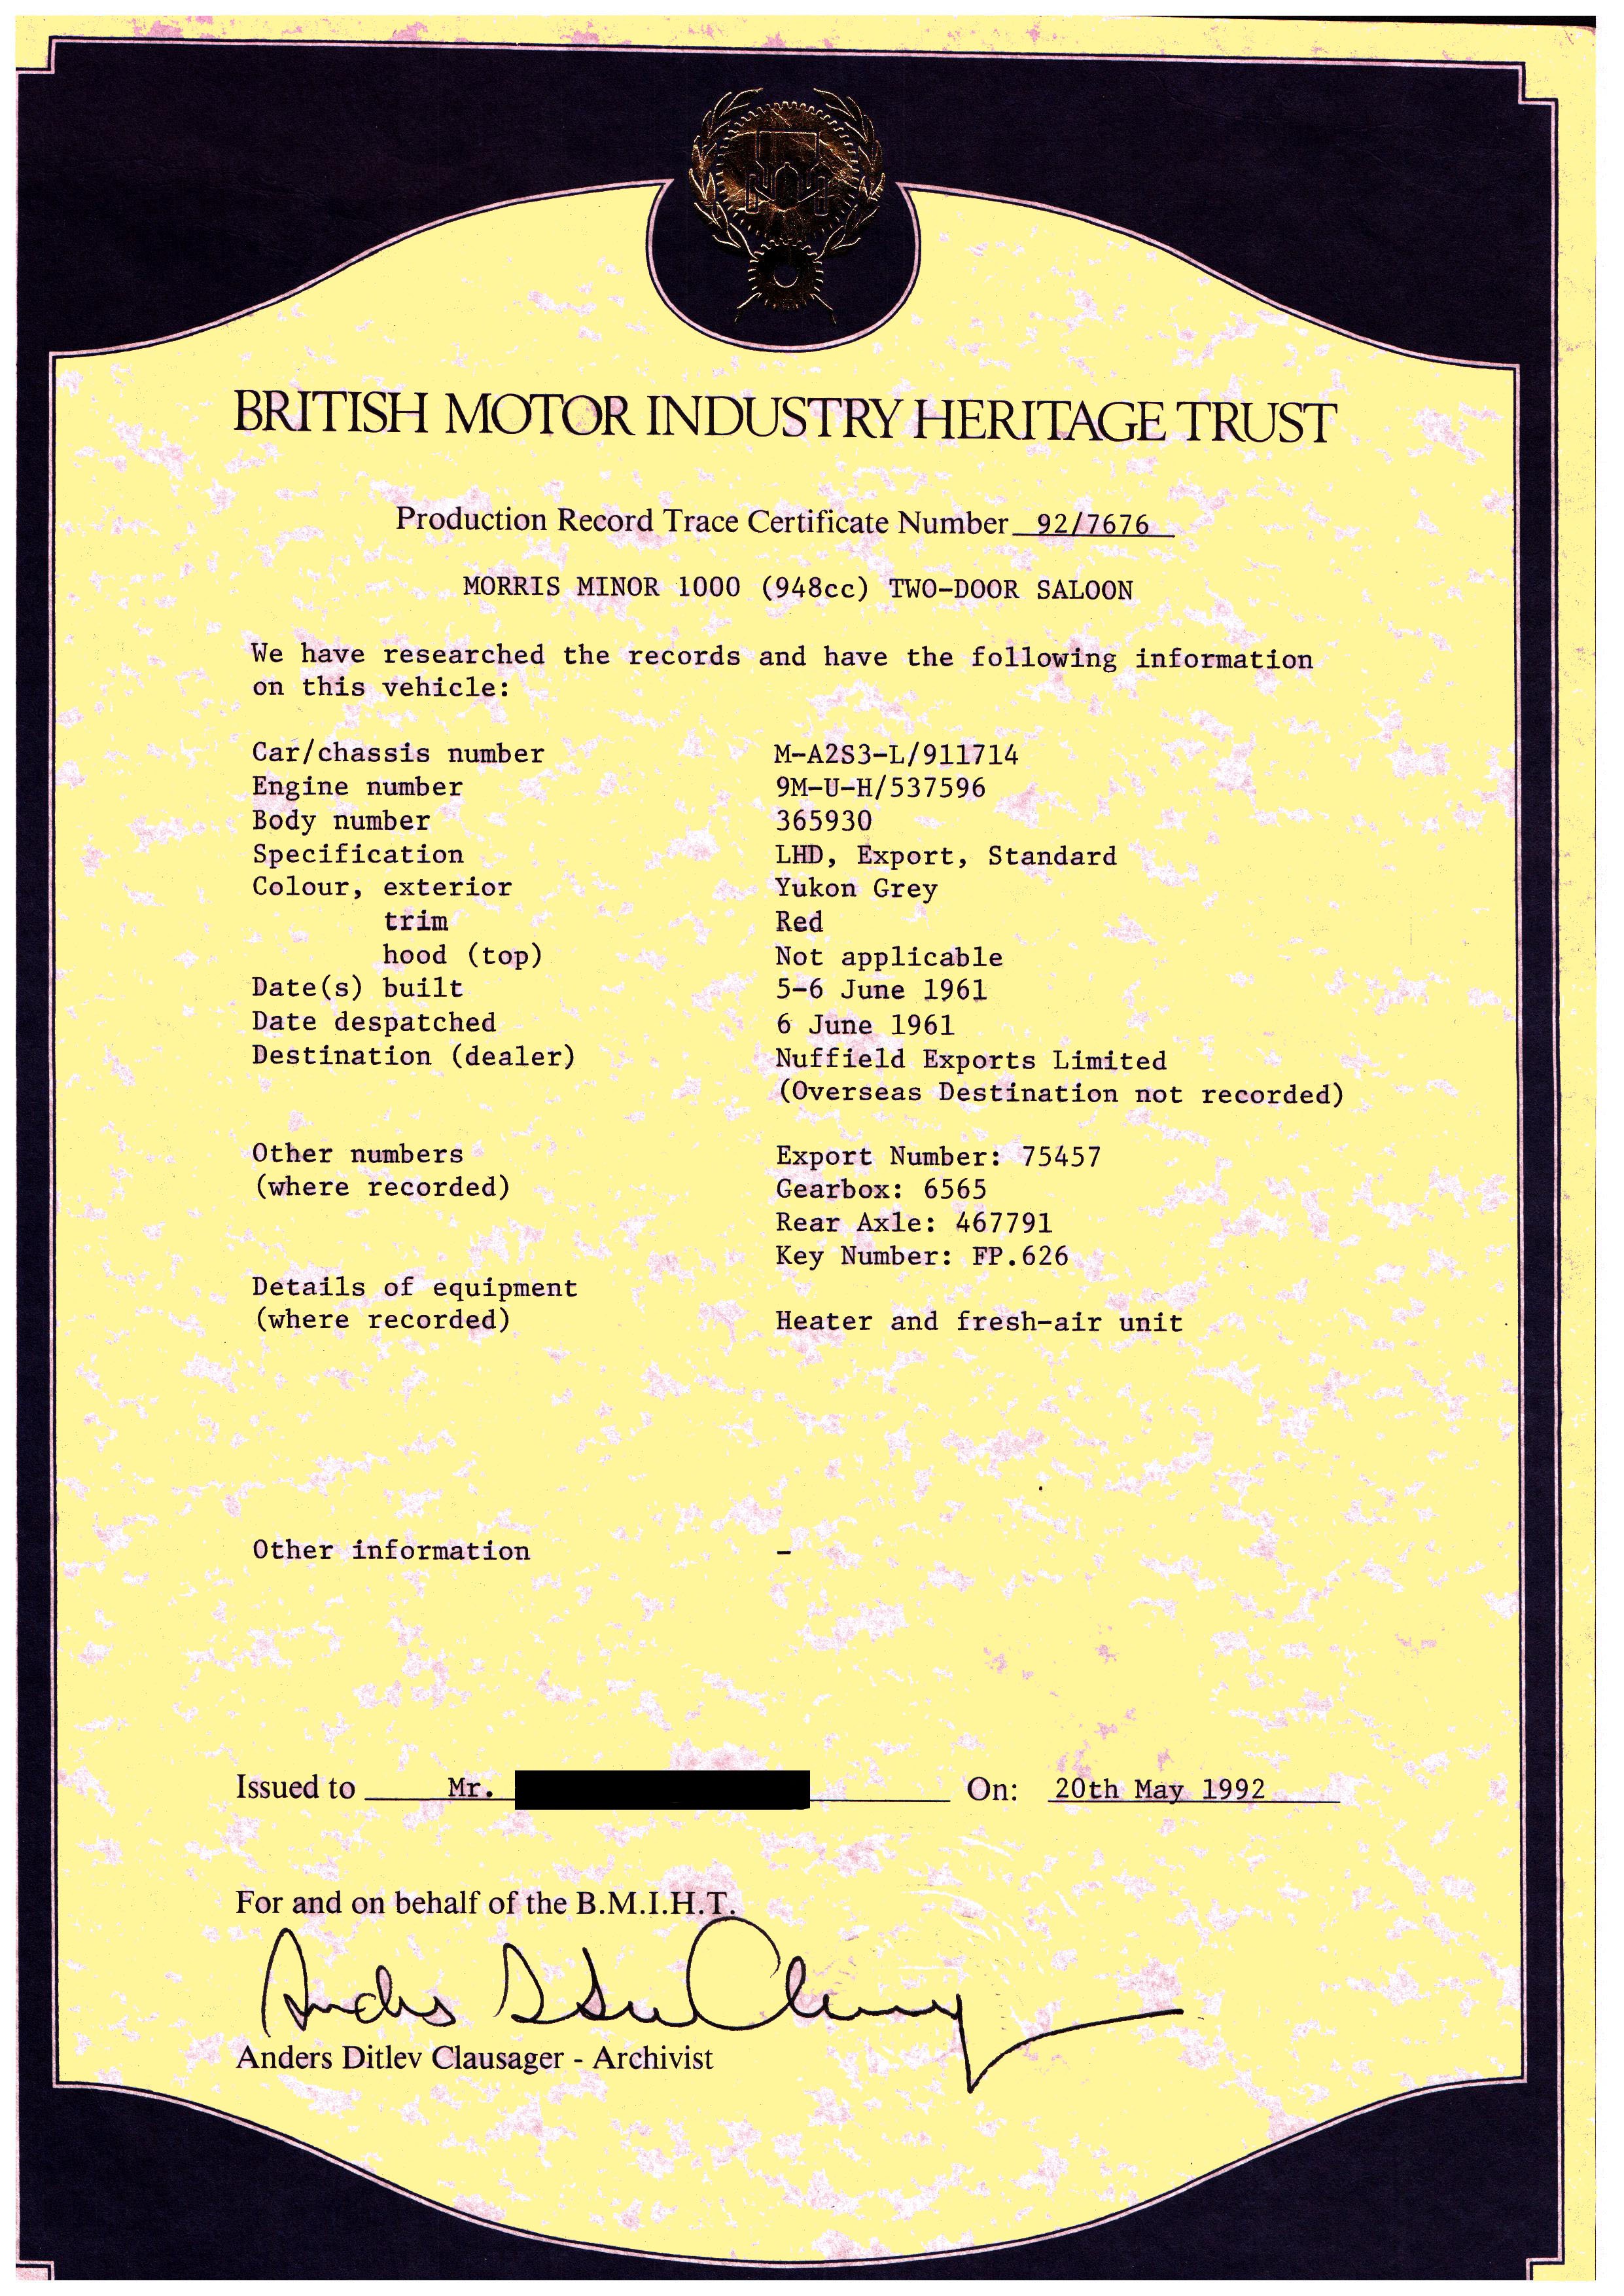 BRITISH MOTOR INDUSTRY HERITAGE TRUST
Production Record Trace Certificate Number 92/7676
MORRIS MINOR 1000 (948cc) TWO-DOOR SALOON
We have researched the records and have the following information
on this vehicle:
Car/chassis number M-A2S3-L/911714
Engine number 9M-U-H/537596
Body number 365930
Specification LHD, Export, Standard
Colour, exterior Yukon Grey
trim Red
hood (top) Not applicable
Date(s) built 5-6 June 1961
Date despatched 6 June 1961
Destination (dealer) Nuffield Exports Limited
(Overseas Destination not recorded)
Other numbers Export Number: 75457
(where recorded) Gearbox: 6565
Rear Axle: 467791
Key Number: FP.626
Details of equipment
(where recorded) Heater and fresh-air unit
Other information -
Issued to Mr. On: 20th May 1992
For and on behalf of the B.M.I.H.T.
Anders Ditlev Clausager
Anders Ditlev Clausager - Archivist